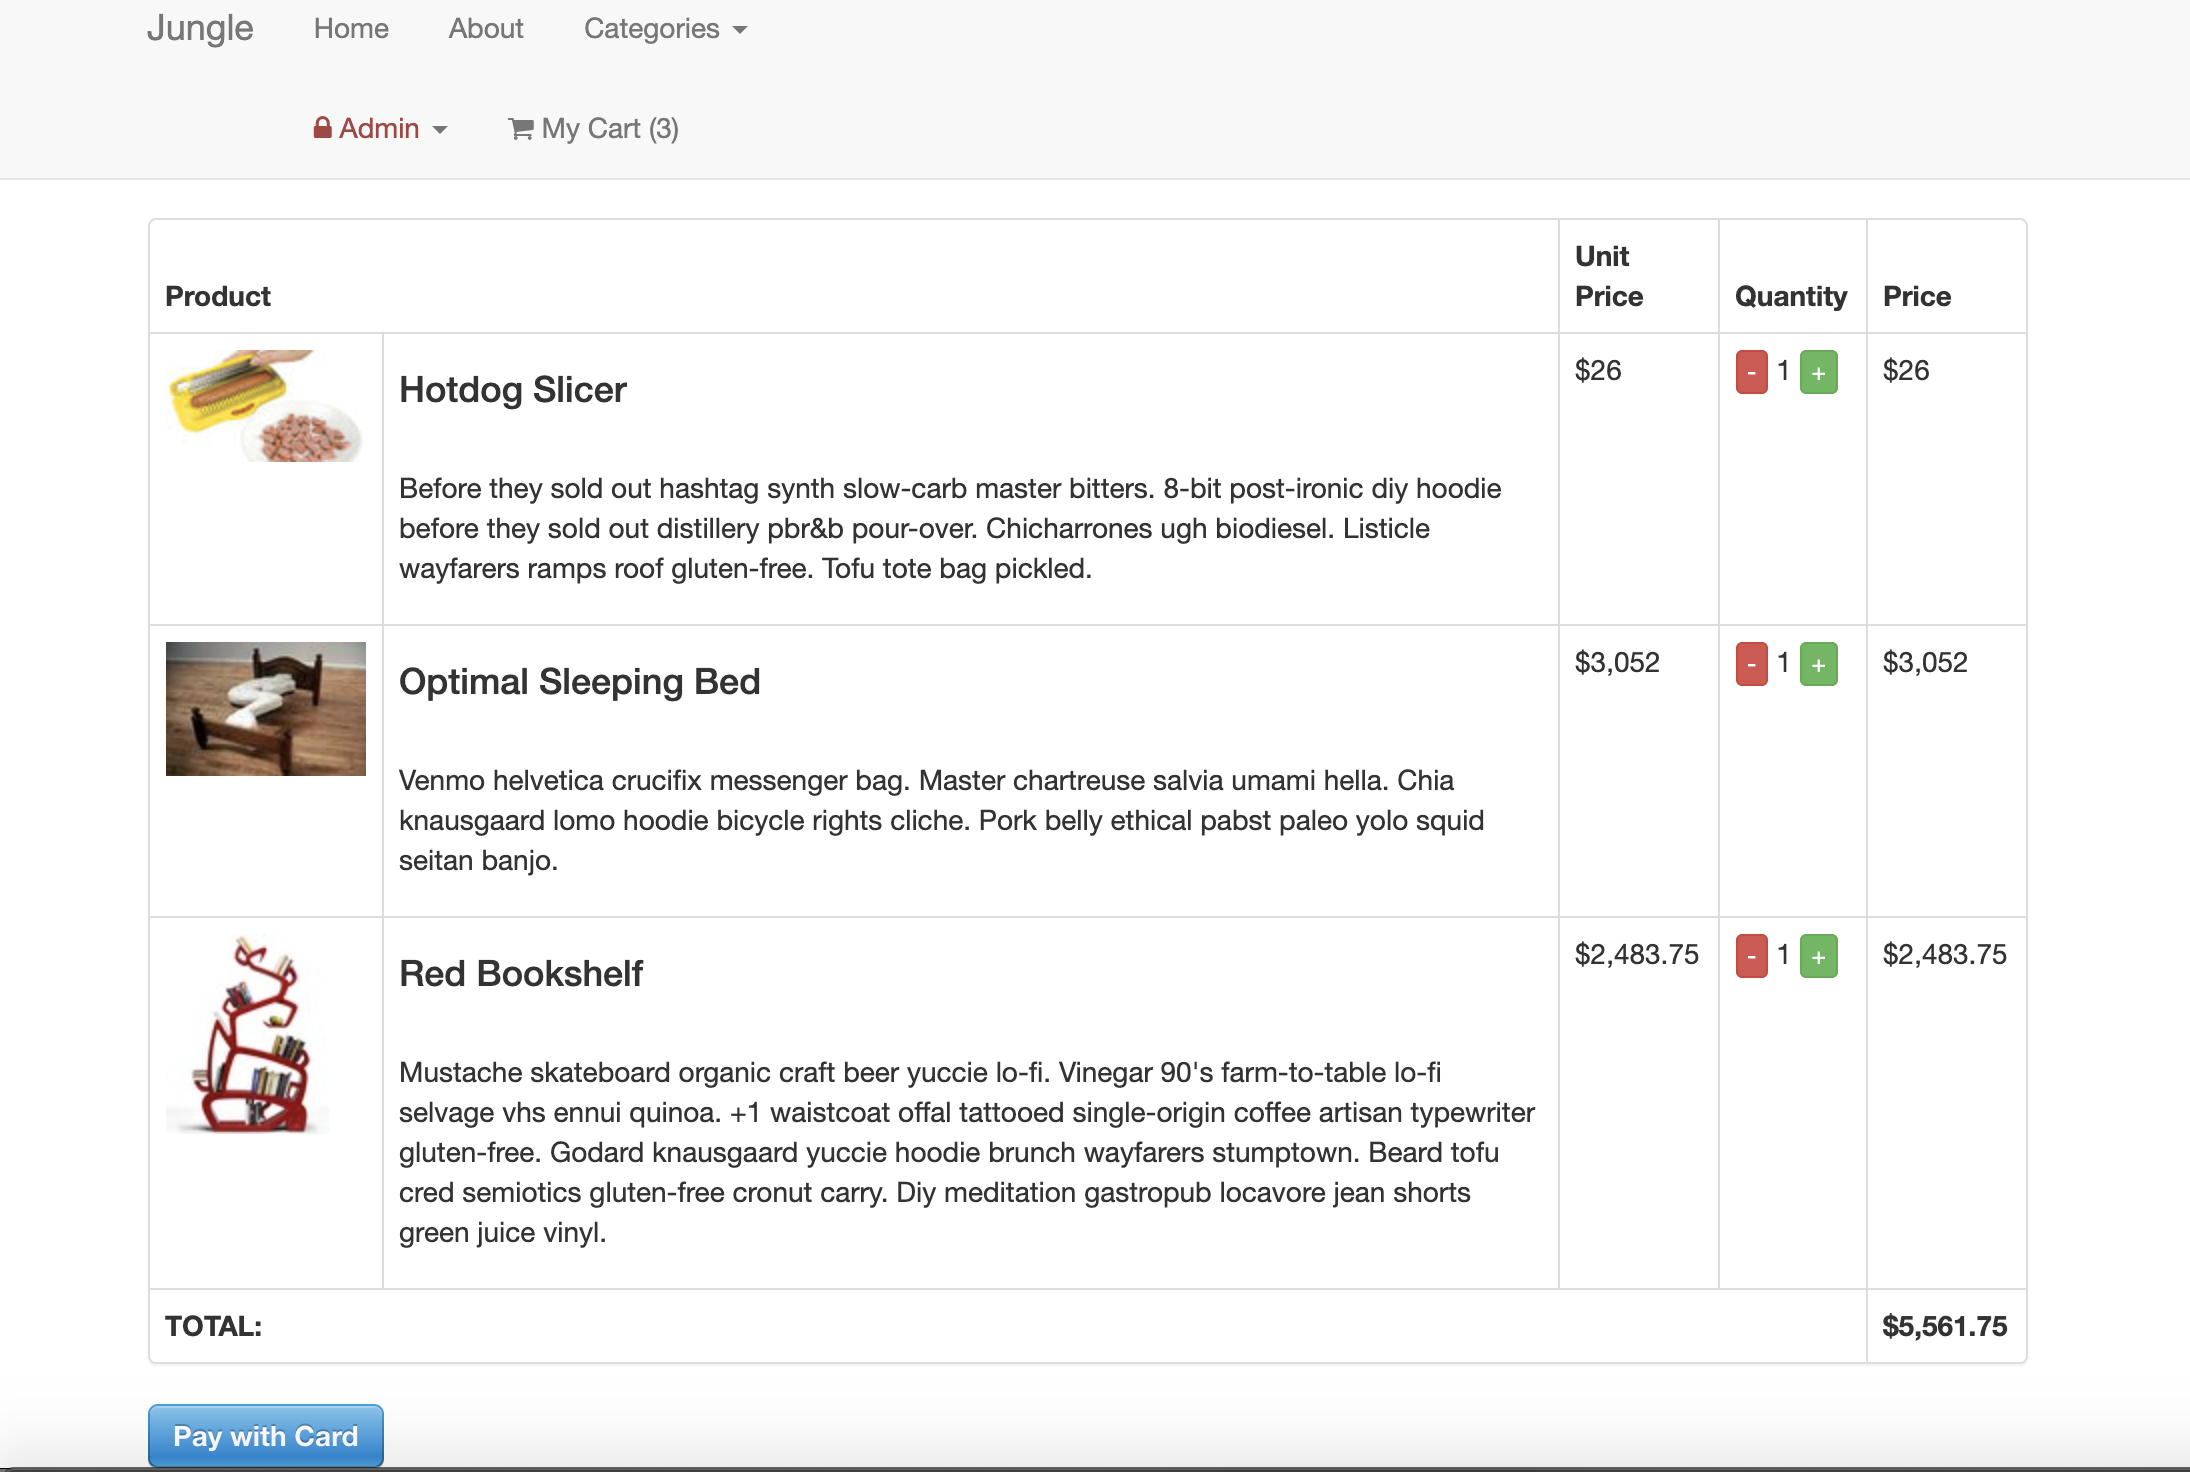 Jungle Home About Categories
Admin My Cart (3)
Unit
Product Price Quantity Price
Hotdog Slicer $26 - 1 + $26
Before they sold out hashtag synth slow-carb master bitters. 8-bit post-ironic diy hoodie
before they sold out distillery pbr&b pour-over. Chicharrones ugh biodiesel. Listicle
wayfarers ramps roof gluten-free. Tofu tote bag pickled.
Optimal Sleeping Bed $3,052 - 1 + $3,052
Venmo helvetica crucifix messenger bag. Master chartreuse salvia umami hella. Chia
knausgaard lomo hoodie bicycle rights cliche. Pork belly ethical pabst paleo yolo squid
seitan banjo.
Red Bookshelf $2,483.75 - 1 + $2,483.75
Mustache skateboard organic craft beer yuccie lo-fi. Vinegar 90's farm-to-table lo-fi
selvage vhs ennui quinoa. +1 waistcoat offal tattooed single-origin coffee artisan typewriter
gluten-free. Godard knausgaard yuccie hoodie brunch wayfarers stumptown. Beard tofu
cred semiotics gluten-free cronut carry. Diy meditation gastropub locavore jean shorts
green juice vinyl.
TOTAL: $5,561.75
Pay with Card